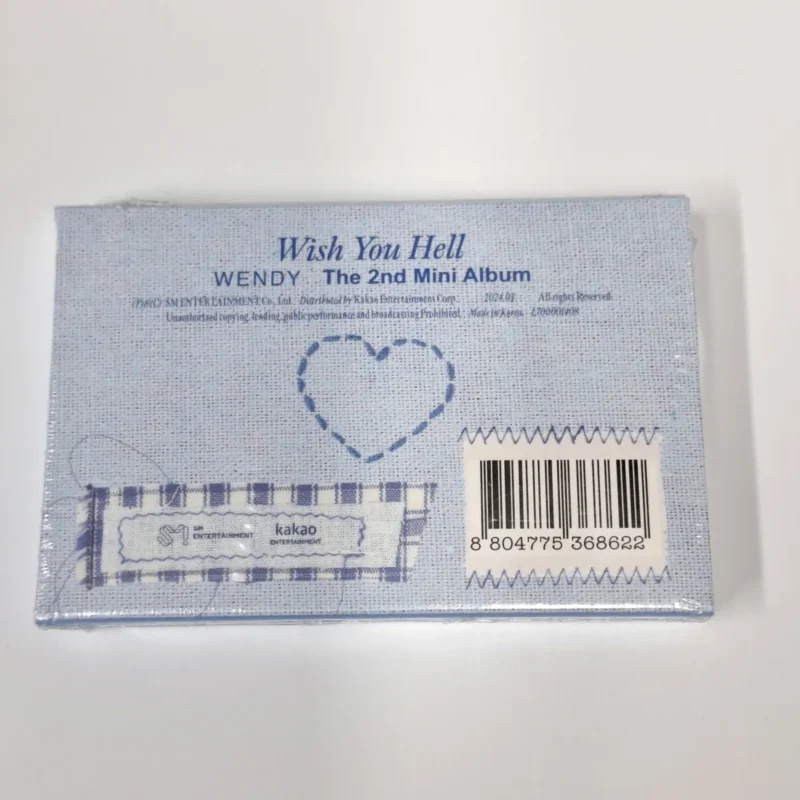 Wish You Hell
WENDY The 2nd Mini Album
(P)&(C) SM ENTERTAINMENT Co., Ltd. Distributed by Kakao Entertainment Corp. 2024.03. All rights Reserved.
Unauthorized copying, lending, public performance and broadcasting Prohibited. Made in Korea. L700001408
SM
ENTERTAINMENT
kakao
ENTERTAINMENT
8 804775 368622